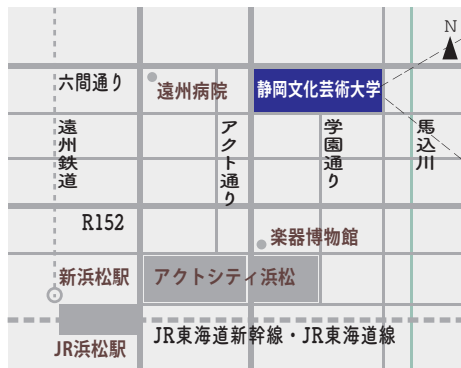 N
六間通り
遠州病院
静岡文化芸術大学
遠州鉄道
アクト通り
学園通り
馬込川
R152
楽器博物館
新浜松駅
アクトシティ浜松
JR東海道新幹線・JR東海道線
JR浜松駅